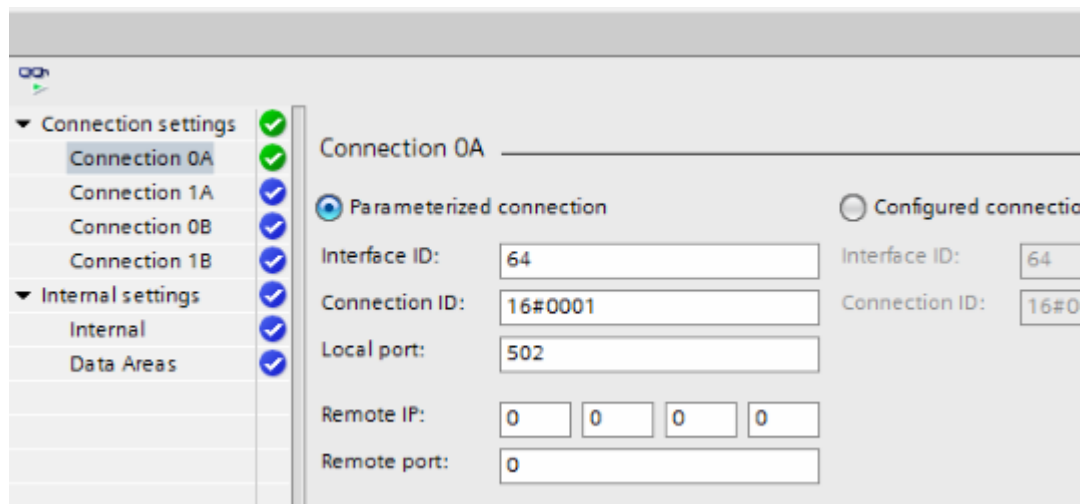 Connection settings
Connection 0A
Connection 1A
Connection 0B
Connection 1B
Internal settings
Internal
Data Areas
Connection 0A
Parameterized connection
Interface ID: 64
Connection ID: 16#0001
Local port: 502
Remote IP: 0 0 0 0
Remote port: 0
Configured connectio
Interface ID: 64
Connection ID: 16#0